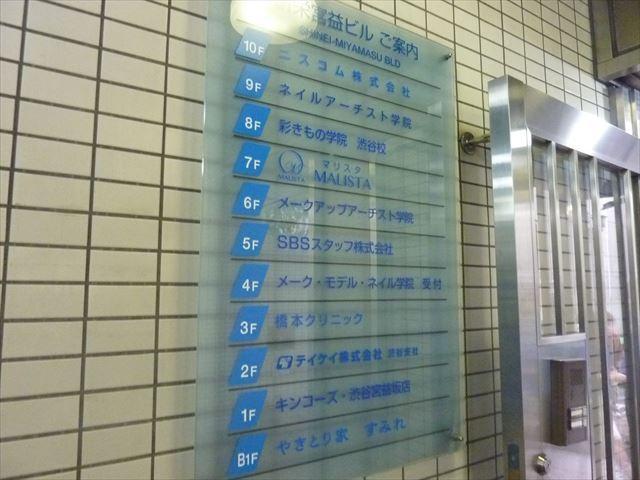 栄宮益ビル ご案内
SHINEI-MIYAMASU BLD
10F ニスコム株式会社
9F ネイルアーチスト学院
8F 彩きもの学院 渋谷校
7F MALISTA マリスタ MALISTA
6F メークアップアーチスト学院
5F SBSスタッフ株式会社
4F メーク・モデル・ネイル学院 受付
3F 橋本クリニック
2F テイケイ株式会社 渋谷支社
1F キンコーズ・渋谷宮益坂店
B1F やきとり家 すみれ